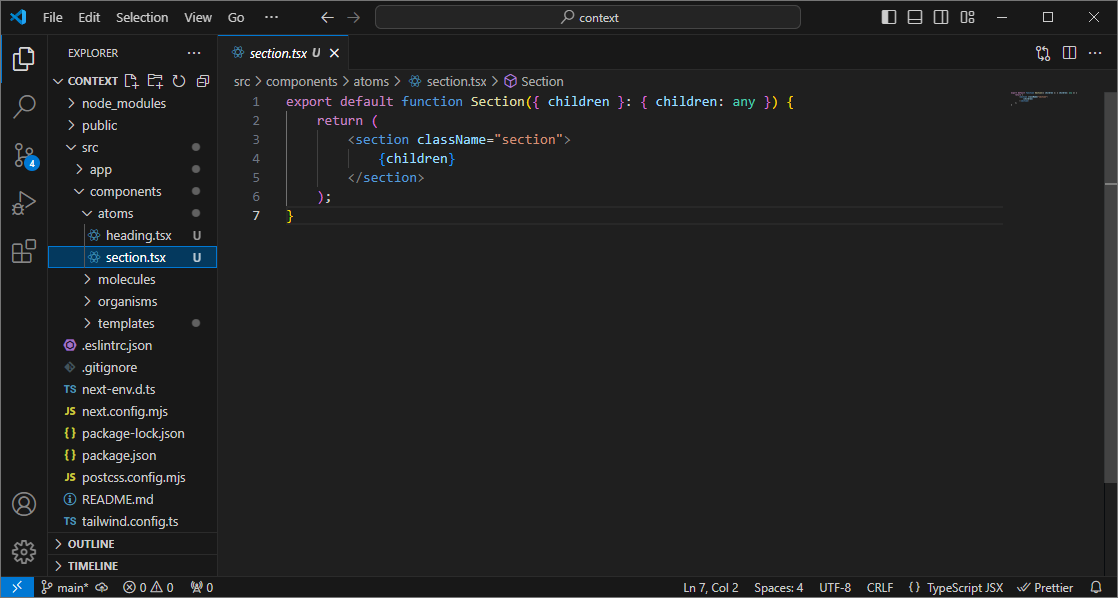 File Edit Selection View Go ··· context
EXPLORER ···
section.tsx U
CONTEXT
node_modules
public
src
app
components
atoms
heading.tsx U
section.tsx U
molecules
organisms
templates
.eslintrc.json
.gitignore
TS next-env.d.ts
JS next.config.mjs
{} package-lock.json
{} package.json
JS postcss.config.mjs
README.md
TS tailwind.config.ts
OUTLINE
TIMELINE
4
src > components > atoms > section.tsx > Section
1 export default function Section({ children }: { children: any }) {
2 return (
3 <section className="section">
4 {children}
5 </section>
6 );
7 }
main* 0 0 0 Ln 7, Col 2 Spaces: 4 UTF-8 CRLF {} TypeScript JSX Prettier